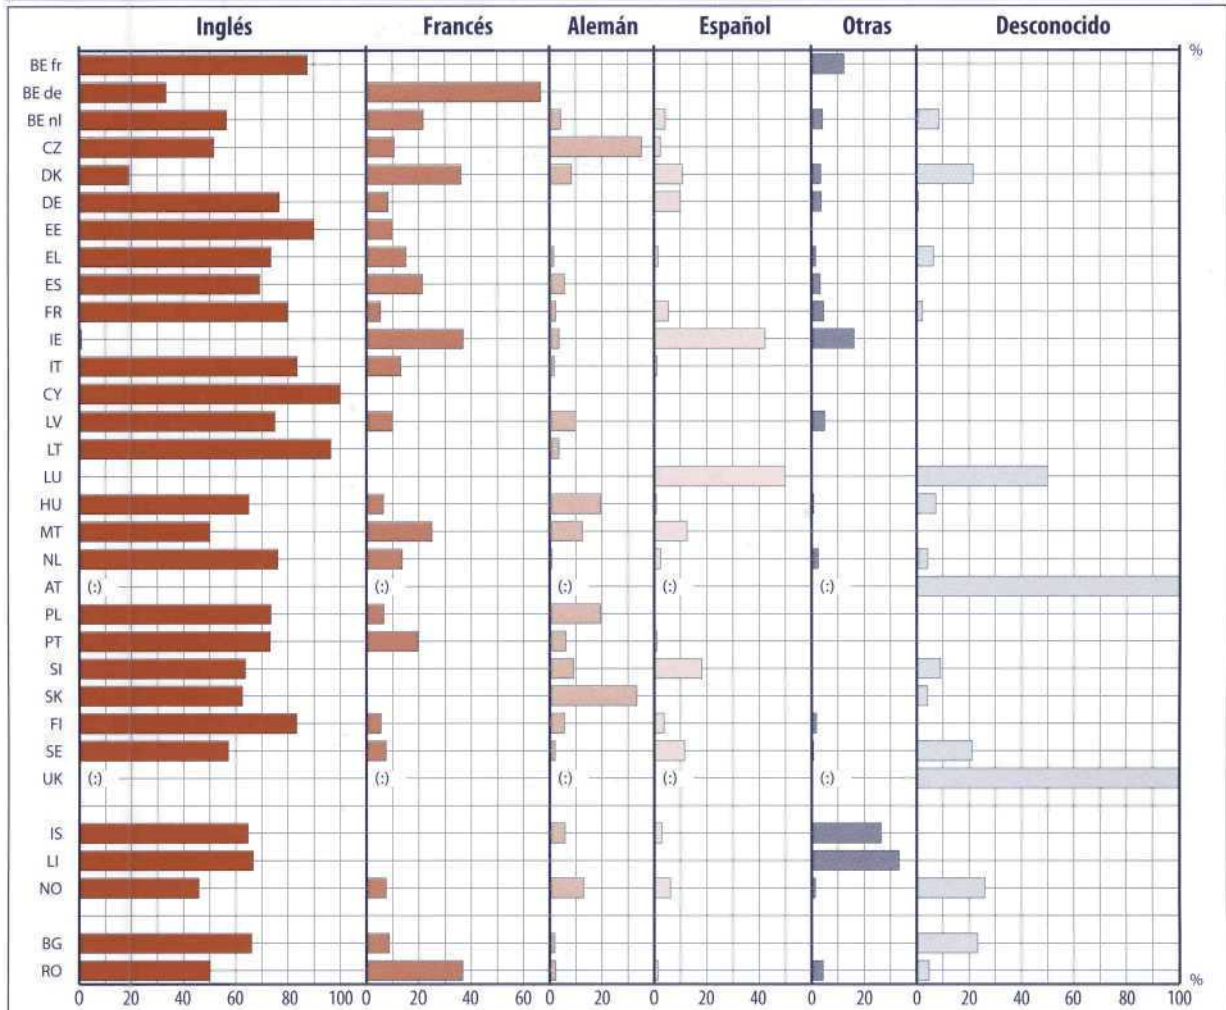 Inglés Francés Alemán Español Otras Desconocido
%
BE fr
BE de
BE nl
CZ
DK
DE
EE
EL
ES
FR
IE
IT
CY
LV
LT
LU
HU
MT
NL
AT (:) (:) (:) (:) (:)
PL
PT
SI
SK
FI
SE
UK (:) (:) (:) (:) (:)
IS
LI
NO
BG
RO
%
0 20 40 60 80 100 0 20 40 60 0 20 0 20 40 0 20 0 20 40 60 80 100